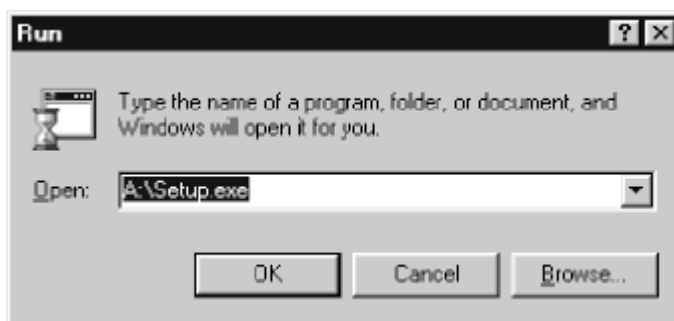 Run
Type the name of a program, folder, or document, and
Windows will open it for you.
Open: A:\Setup.exe
OK Cancel Browse...